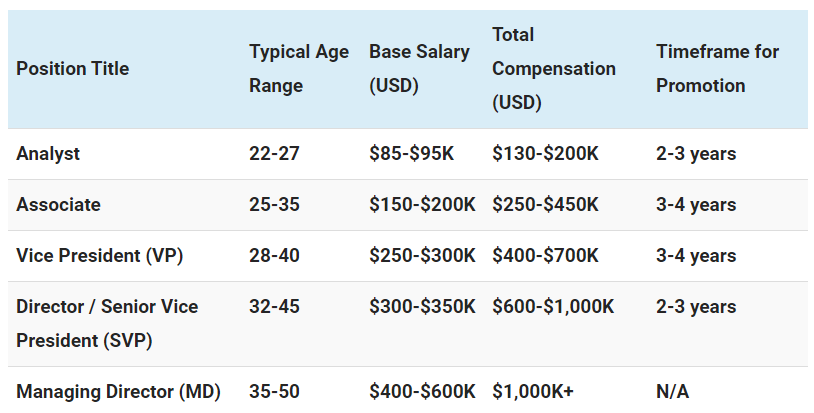 Position Title Typical Age Range Base Salary (USD) Total Compensation (USD) Timeframe for Promotion
Analyst 22-27 $85-$95K $130-$200K 2-3 years
Associate 25-35 $150-$200K $250-$450K 3-4 years
Vice President (VP) 28-40 $250-$300K $400-$700K 3-4 years
Director / Senior Vice President (SVP) 32-45 $300-$350K $600-$1,000K 2-3 years
Managing Director (MD) 35-50 $400-$600K $1,000K+ N/A